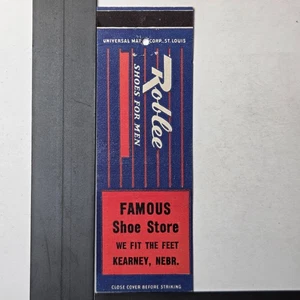 UNIVERSAL MAT. CORP., ST. LOUIS
Roblee
SHOES FOR MEN
FAMOUS
Shoe Store
WE FIT THE FEET
KEARNEY, NEBR.
CLOSE COVER BEFORE STRIKING